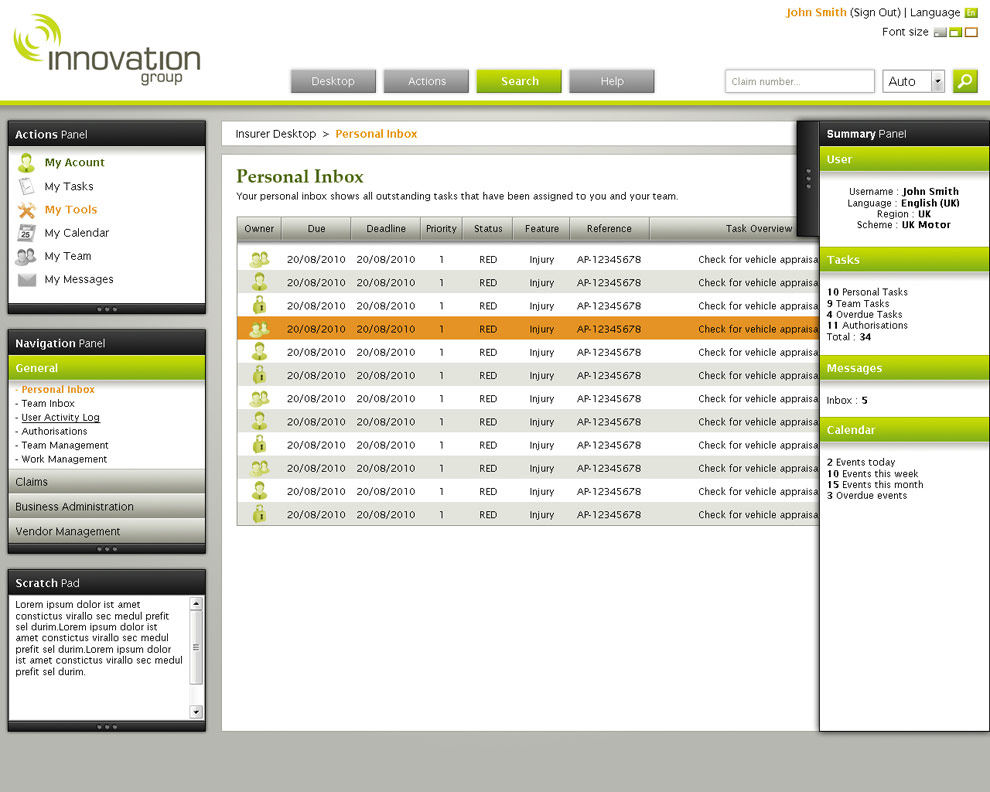 John Smith (Sign Out) | Language En
Font size
innovation
group
Desktop Actions Search Help
Claim number... Auto
Actions Panel
My Acount
My Tasks
My Tools
25 My Calendar
My Team
My Messages
Navigation Panel
General
- Personal Inbox
- Team Inbox
- User Activity Log
- Authorisations
- Team Management
- Work Management
Claims
Business Administration
Vendor Management
Scratch Pad
Lorem ipsum dolor ist amet
constictus virallo sec medul prefit
sel durim.Lorem ipsum dolor ist
amet constictus virallo sec medul
prefit sel durim.Lorem ipsum dolor
ist amet constictus virallo sec medul
prefit sel durim.
Insurer Desktop > Personal Inbox
Personal Inbox
Your personal inbox shows all outstanding tasks that have been assigned to you and your team.
Owner Due Deadline Priority Status Feature Reference Task Overview
20/08/2010 20/08/2010 1 RED Injury AP-12345678 Check for vehicle appraisa
20/08/2010 20/08/2010 1 RED Injury AP-12345678 Check for vehicle appraisa
20/08/2010 20/08/2010 1 RED Injury AP-12345678 Check for vehicle appraisa
20/08/2010 20/08/2010 1 RED Injury AP-12345678 Check for vehicle appraisa
20/08/2010 20/08/2010 1 RED Injury AP-12345678 Check for vehicle appraisa
20/08/2010 20/08/2010 1 RED Injury AP-12345678 Check for vehicle appraisa
20/08/2010 20/08/2010 1 RED Injury AP-12345678 Check for vehicle appraisa
20/08/2010 20/08/2010 1 RED Injury AP-12345678 Check for vehicle appraisa
20/08/2010 20/08/2010 1 RED Injury AP-12345678 Check for vehicle appraisa
20/08/2010 20/08/2010 1 RED Injury AP-12345678 Check for vehicle appraisa
20/08/2010 20/08/2010 1 RED Injury AP-12345678 Check for vehicle appraisa
20/08/2010 20/08/2010 1 RED Injury AP-12345678 Check for vehicle appraisa
Summary Panel
User
Username : John Smith
Language : English (UK)
Region : UK
Scheme : UK Motor
Tasks
10 Personal Tasks
9 Team Tasks
4 Overdue Tasks
11 Authorisations
Total : 34
Messages
Inbox : 5
Calendar
2 Events today
10 Events this week
15 Events this month
3 Overdue events